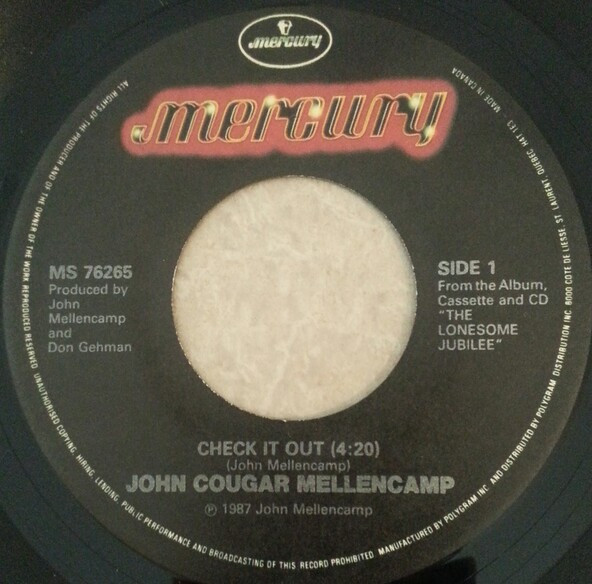 mercury
mercury
MS 76265
Produced by
John
Mellencamp
and
Don Gehman
SIDE 1
From the Album,
Cassette and CD
"THE
LONESOME
JUBILEE"
CHECK IT OUT (4:20)
(John Mellencamp)
JOHN COUGAR MELLENCAMP
℗ 1987 John Mellencamp
ALL RIGHTS OF THE PRODUCER AND OF THE OWNER OF THE WORK REPRODUCED RESERVED. UNAUTHORISED COPYING, HIRING, LENDING, PUBLIC PERFORMANCE AND BROADCASTING OF THIS RECORD PROHIBITED. MANUFACTURED BY POLYGRAM INC. AND DISTRIBUTED BY POLYGRAM DISTRIBUTION INC. 6000 COTE DE LIESSE, ST. LAURENT, QUEBEC H4T 1E3 MADE IN CANADA